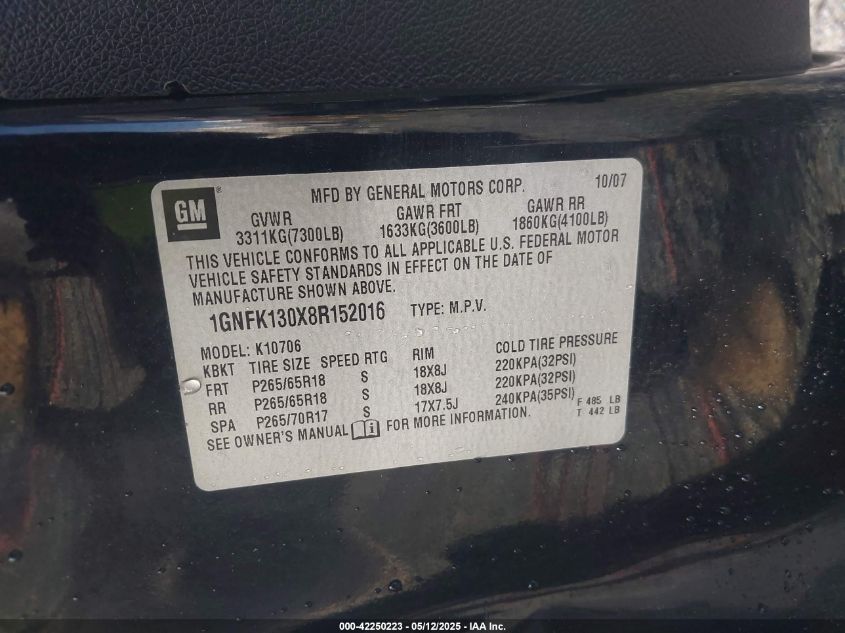 GM ®
MFD BY GENERAL MOTORS CORP. 10/07
GVWR GAWR FRT GAWR RR
3311KG(7300LB) 1633KG(3600LB) 1860KG(4100LB)
THIS VEHICLE CONFORMS TO ALL APPLICABLE U.S. FEDERAL MOTOR
VEHICLE SAFETY STANDARDS IN EFFECT ON THE DATE OF
MANUFACTURE SHOWN ABOVE.
1GNFK130X8R152016 TYPE: M.P.V.
MODEL: K10706
KBKT TIRE SIZE SPEED RTG RIM COLD TIRE PRESSURE
FRT P265/65R18 S 18X8J 220KPA(32PSI)
RR P265/65R18 S 18X8J 220KPA(32PSI)
SPA P265/70R17 S 17X7.5J 240KPA(35PSI) F 485 LB
T 442 LB
SEE OWNER'S MANUAL i FOR MORE INFORMATION.
000-42250223 - 05/12/2025 - IAA Inc.